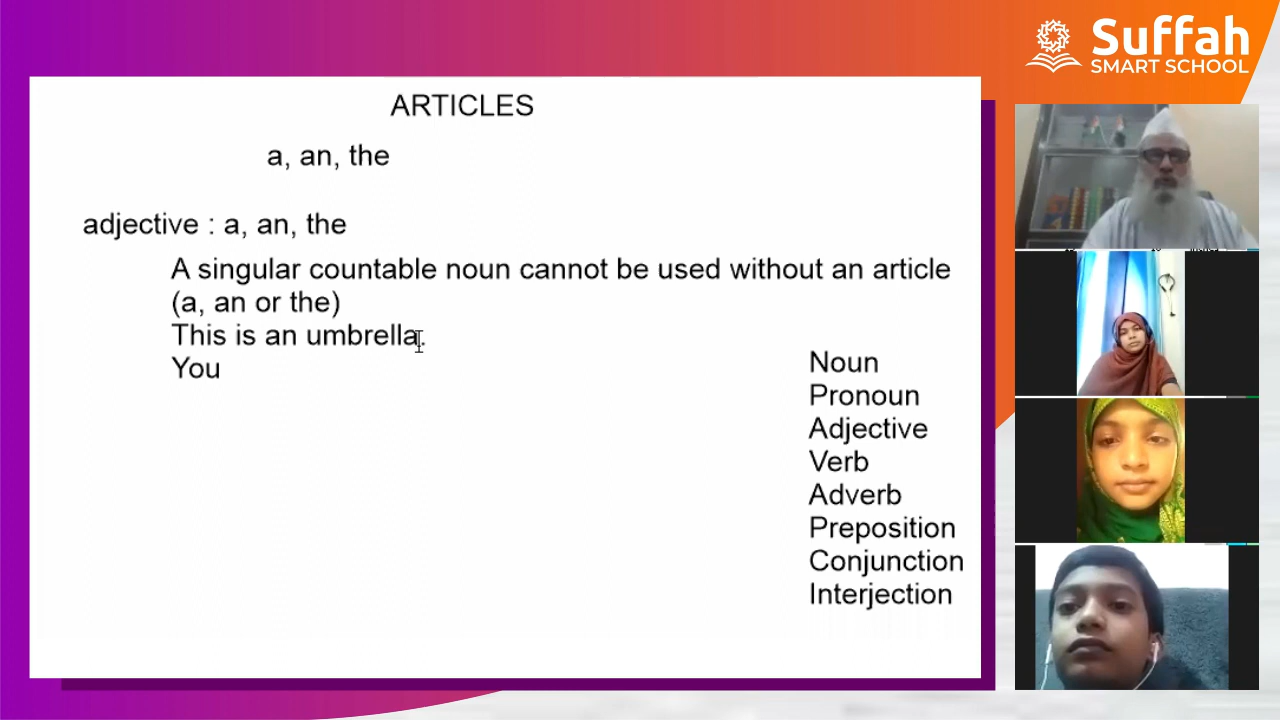 Suffah
SMART SCHOOL
ARTICLES
a, an, the
adjective : a, an, the
A singular countable noun cannot be used without an article
(a, an or the)
This is an umbrella.
You
Noun
Pronoun
Adjective
Verb
Adverb
Preposition
Conjunction
Interjection